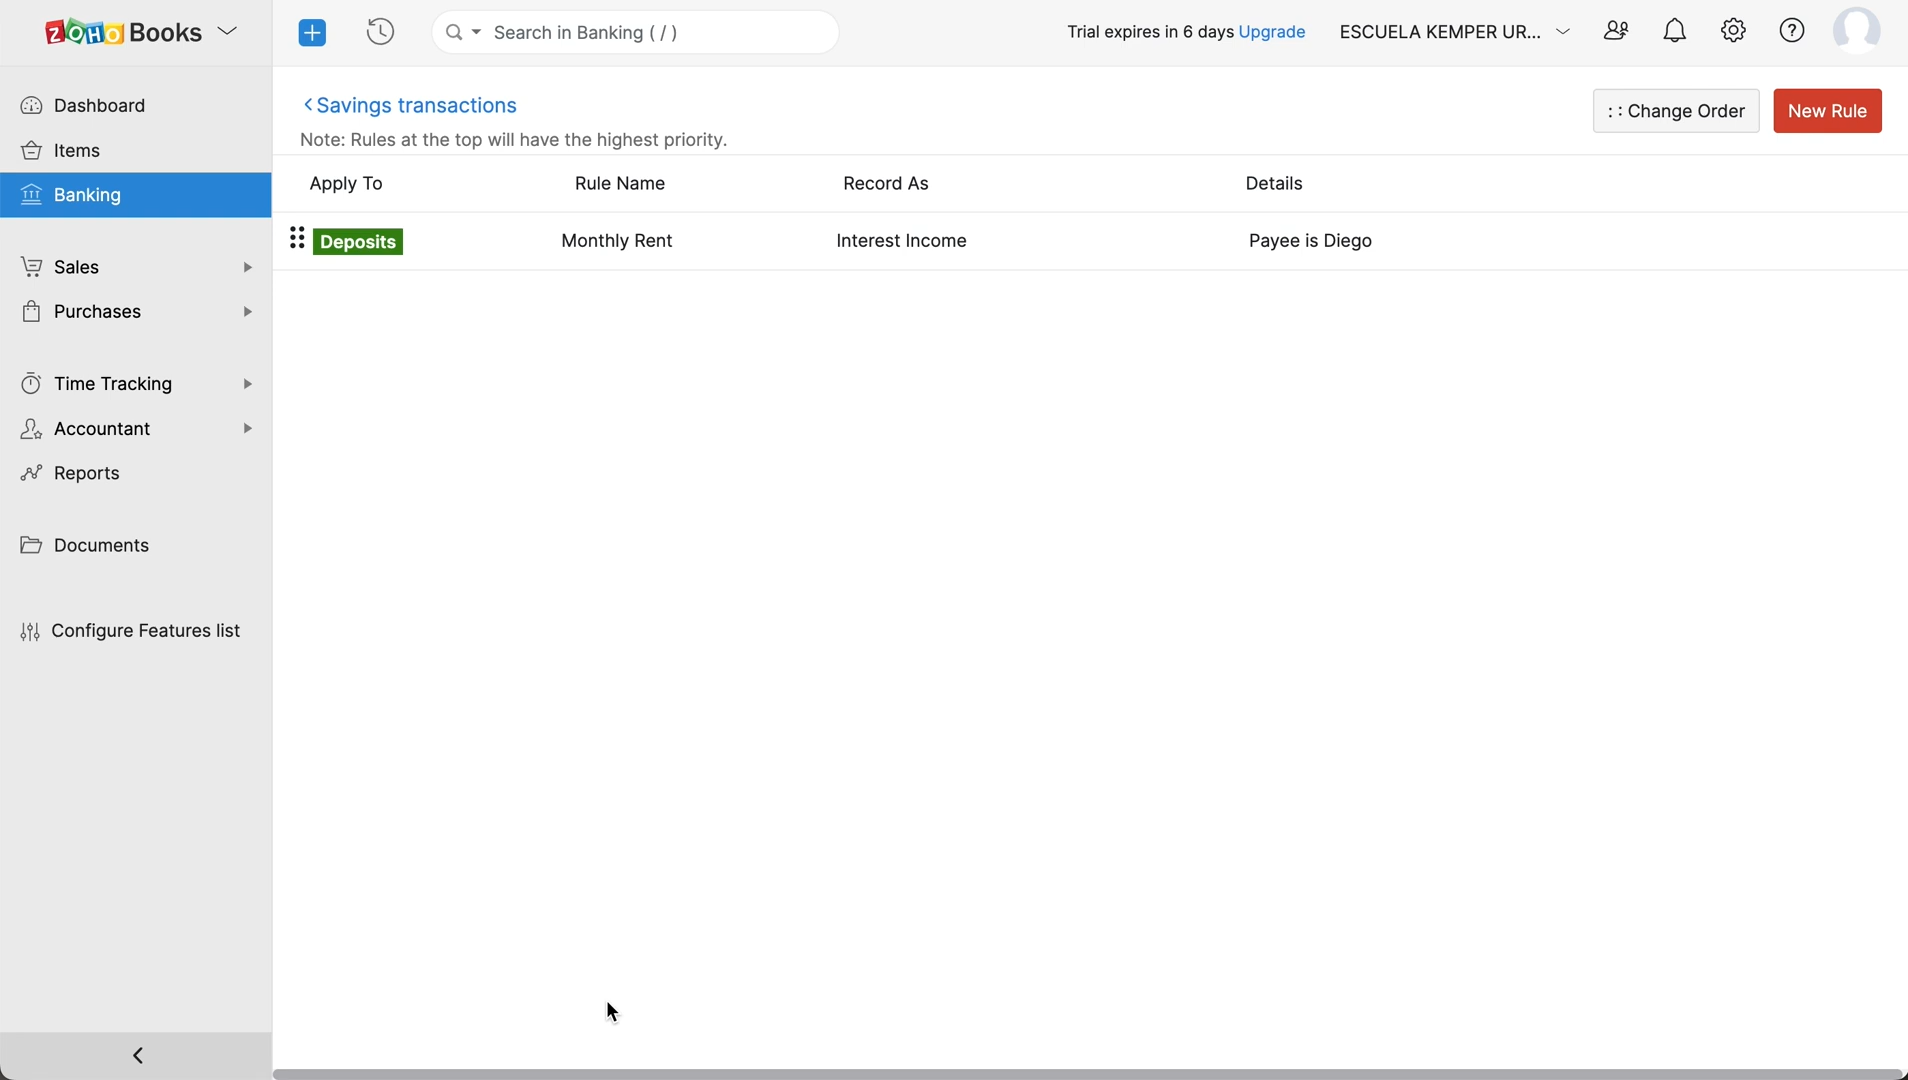 ZOHO Books
Search in Banking ( / )
Trial expires in 6 days Upgrade
ESCUELA KEMPER UR...
Dashboard
Items
Banking
Sales
Purchases
Time Tracking
Accountant
Reports
Documents
Configure Features list
Savings transactions
Note: Rules at the top will have the highest priority.
Change Order
New Rule
Apply To Rule Name Record As Details
Deposits Monthly Rent Interest Income Payee is Diego